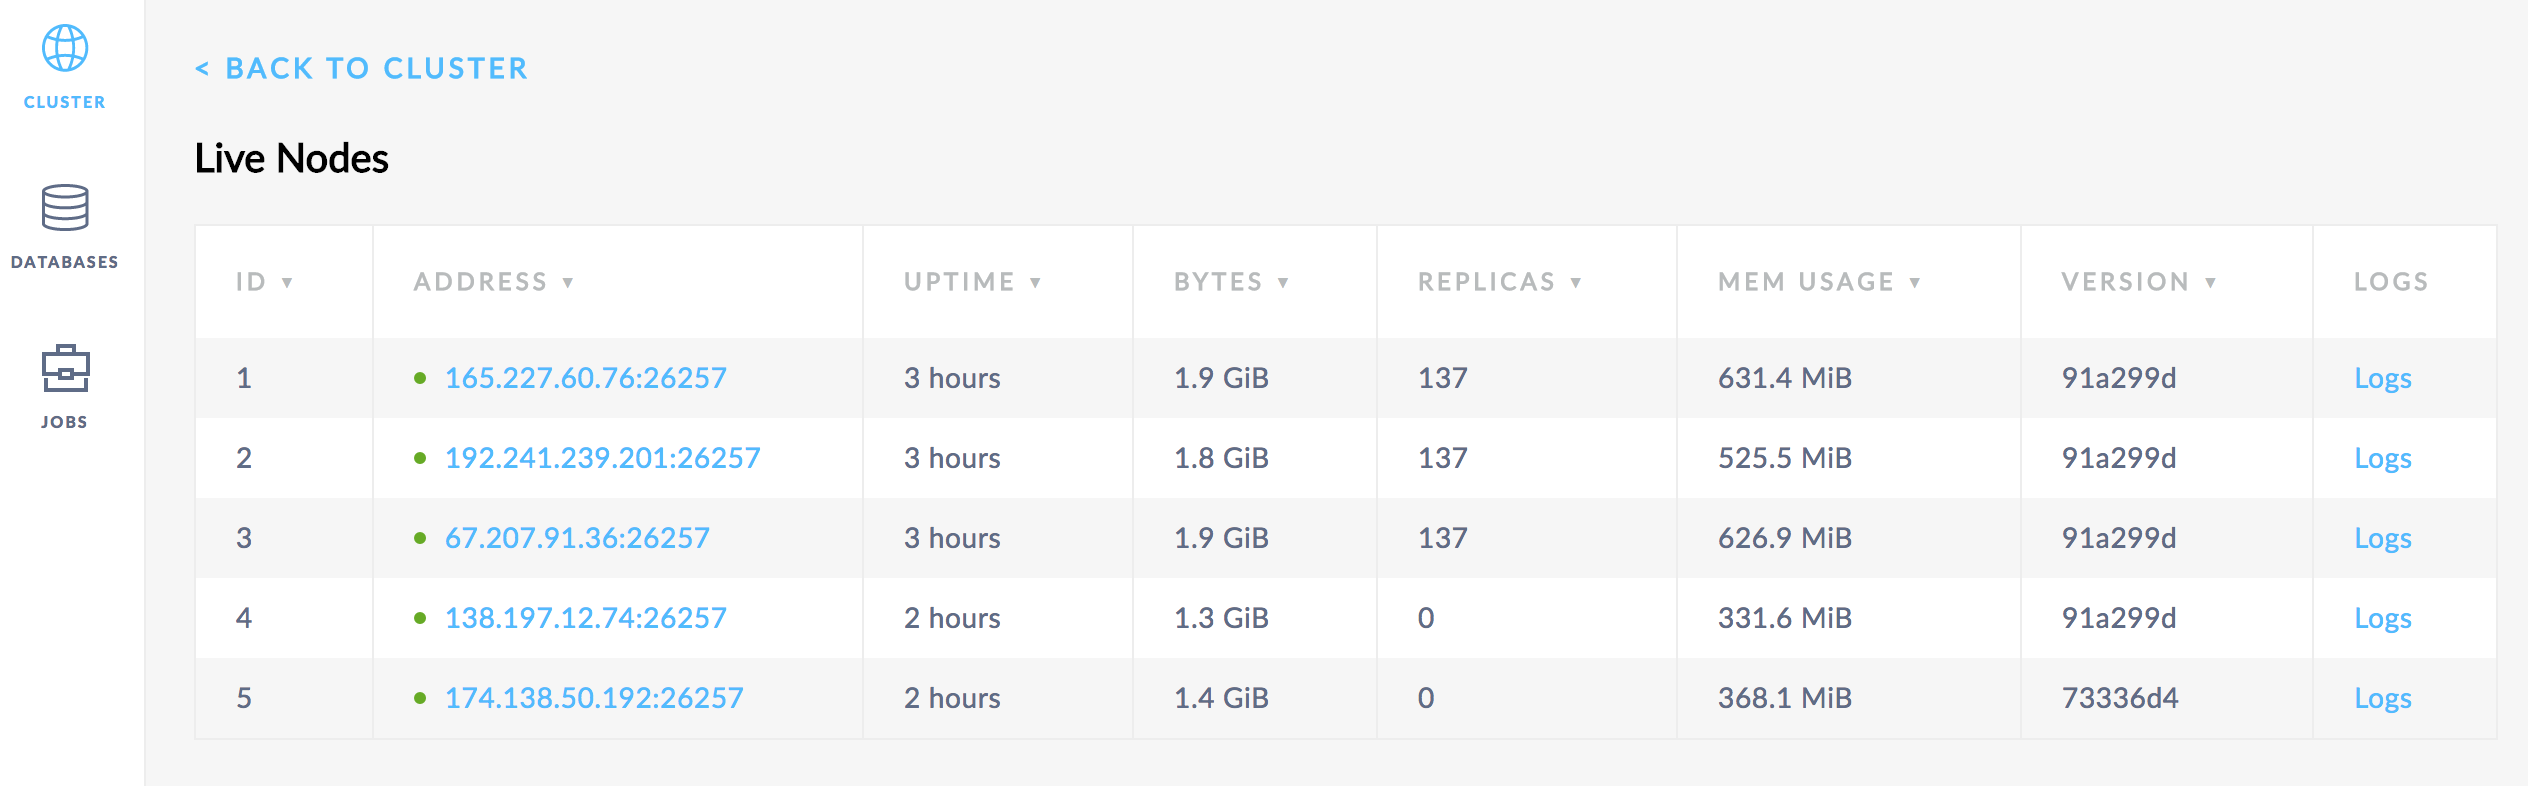 CLUSTER
DATABASES
JOBS
< BACK TO CLUSTER
Live Nodes
ID ▼ ADDRESS ▼ UPTIME ▼ BYTES ▼ REPLICAS ▼ MEM USAGE ▼ VERSION ▼ LOGS
1 165.227.60.76:26257 3 hours 1.9 GiB 137 631.4 MiB 91a299d Logs
2 192.241.239.201:26257 3 hours 1.8 GiB 137 525.5 MiB 91a299d Logs
3 67.207.91.36:26257 3 hours 1.9 GiB 137 626.9 MiB 91a299d Logs
4 138.197.12.74:26257 2 hours 1.3 GiB 0 331.6 MiB 91a299d Logs
5 174.138.50.192:26257 2 hours 1.4 GiB 0 368.1 MiB 73336d4 Logs